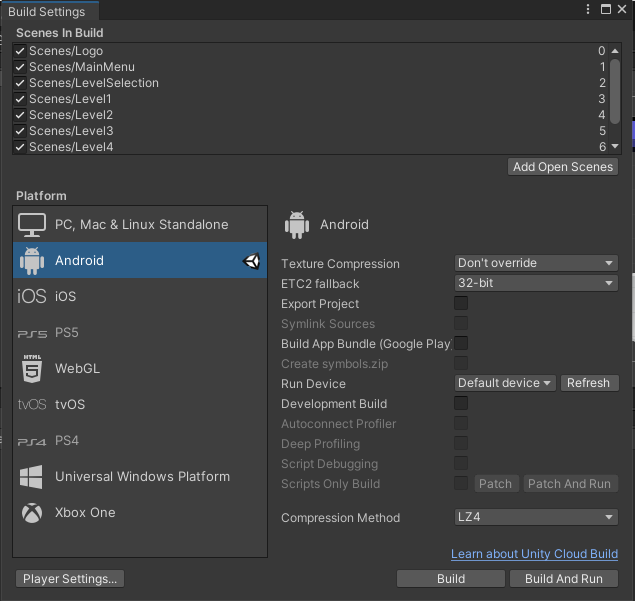 Build Settings
Scenes In Build
Scenes/Logo 0
Scenes/MainMenu 1
Scenes/LevelSelection 2
Scenes/Level1 3
Scenes/Level2 4
Scenes/Level3 5
Scenes/Level4 6
Add Open Scenes
Platform
PC, Mac & Linux Standalone
Android
iOS iOS
PS5 PS5
HTML 5 WebGL
tvOS tvOS
PS4 PS4
Universal Windows Platform
Xbox One
Android
Texture Compression Don't override
ETC2 fallback 32-bit
Export Project
Symlink Sources
Build App Bundle (Google Play
Create symbols.zip
Run Device Default device Refresh
Development Build
Autoconnect Profiler
Deep Profiling
Script Debugging
Scripts Only Build Patch Patch And Run
Compression Method LZ4
Learn about Unity Cloud Build
Player Settings... Build Build And Run